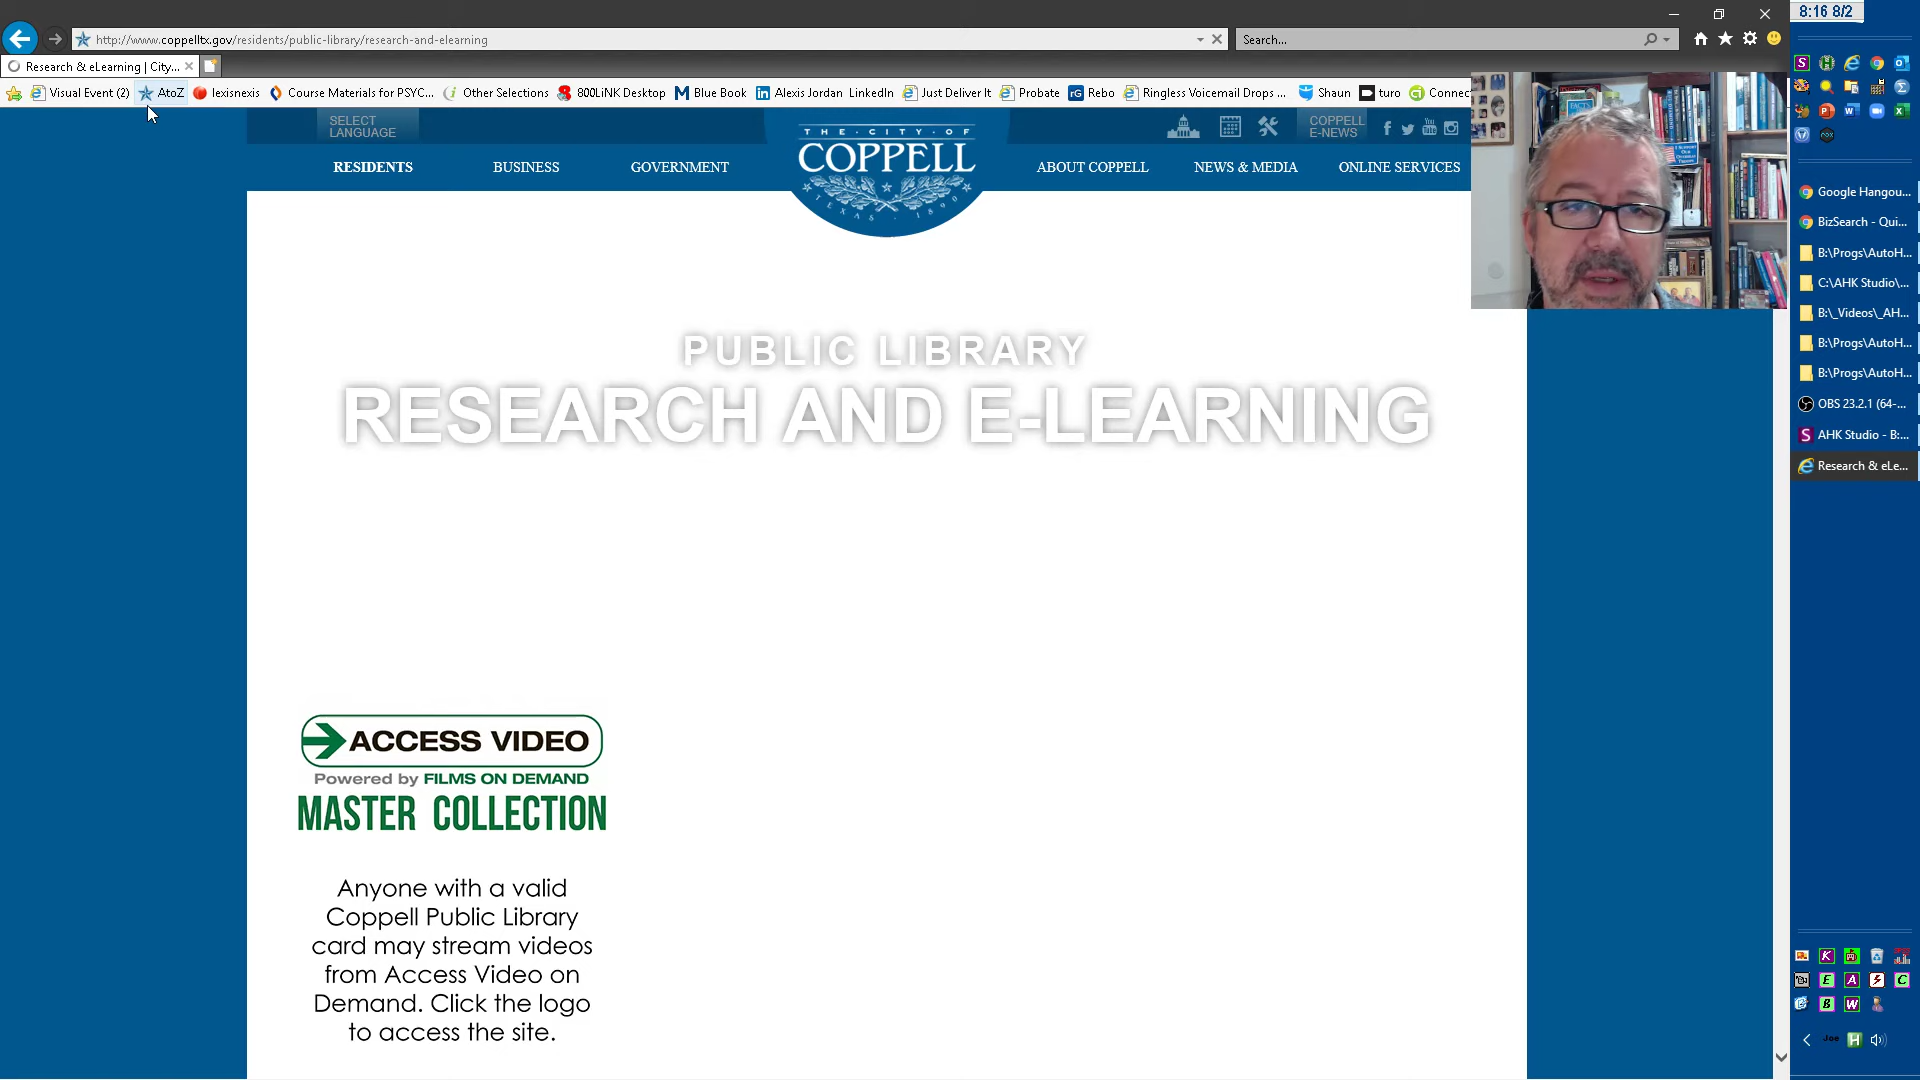 8:16 8/2
http://www.coppelltx.gov/residents/public-library/research-and-elearning
Search...
Research & eLearning | City...
Visual Event (2)
AtoZ
lexisnexis
Course Materials for PSYC...
Other Selections
800LiNK Desktop
Blue Book
Alexis Jordan LinkedIn
Just Deliver It
Probate
Rebo
Ringless Voicemail Drops ...
Shaun
turo
Connec
SELECT
LANGUAGE
THE · CITY · OF
COPPELL
TEXAS · 1890
COPPELL
E-NEWS
RESIDENTS
BUSINESS
GOVERNMENT
ABOUT COPPELL
NEWS & MEDIA
ONLINE SERVICES
PUBLIC LIBRARY
RESEARCH AND E-LEARNING
ACCESS VIDEO
Powered by FILMS ON DEMAND
MASTER COLLECTION
Anyone with a valid
Coppell Public Library
card may stream videos
from Access Video on
Demand. Click the logo
to access the site.
Google Hangou...
BizSearch - Qui...
B:\Progs\AutoH...
C:\AHK Studio\...
B:\_Videos\_AH...
B:\Progs\AutoH...
B:\Progs\AutoH...
OBS 23.2.1 (64-...
AHK Studio - B:...
Research & eLe...
Joe